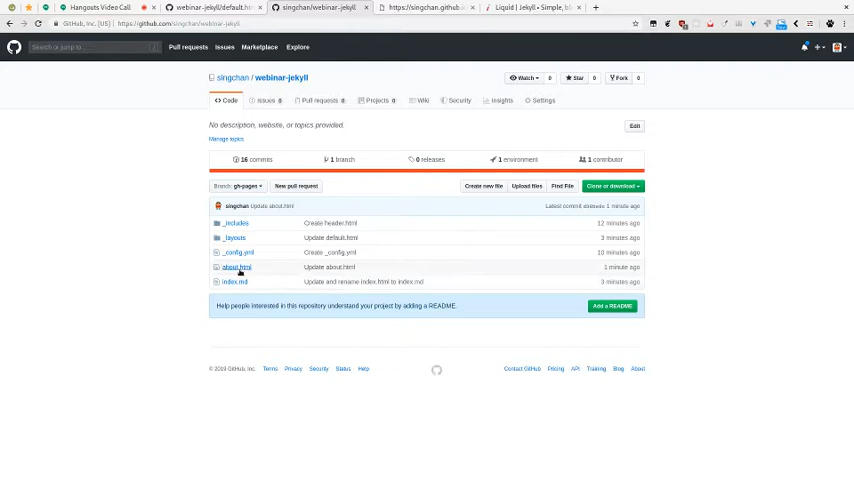 Hangouts Video Call
webinar-jekyll/default.htm
singchan/webinar-jekyll
https://singchan.github.
Liquid | Jekyll • Simple, bl
GitHub, Inc. [US]
https://github.com/singchan/webinar-jekyll
Search or jump to...
Pull requests
Issues
Marketplace
Explore
singchan / webinar-jekyll
Watch 0
Star 0
Fork 0
Code
Issues 0
Pull requests 0
Projects 0
Wiki
Security
Insights
Settings
No description, website, or topics provided.
Edit
Manage topics
16 commits
1 branch
0 releases
1 environment
1 contributor
Branch: gh-pages
New pull request
Create new file
Upload files
Find File
Clone or download
singchan Update about.html
Latest commit 1 minute ago
_includes Create header.html 12 minutes ago
_layouts Update default.html 3 minutes ago
_config.yml Create _config.yml 10 minutes ago
about.html Update about.html 1 minute ago
index.md Update and rename index.html to index.md 3 minutes ago
Help people interested in this repository understand your project by adding a README.
Add a README
© 2019 GitHub, Inc.
Terms
Privacy
Security
Status
Help
Contact GitHub
Pricing
API
Training
Blog
About